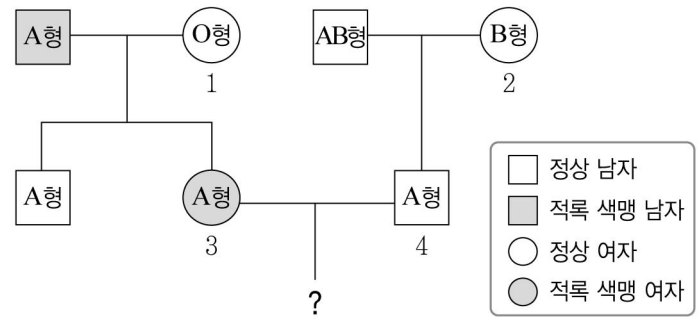 A형 O형 AB형 B형
1 2
A형 A형 A형
3 4
?
정상 남자
적록 색맹 남자
정상 여자
적록 색맹 여자